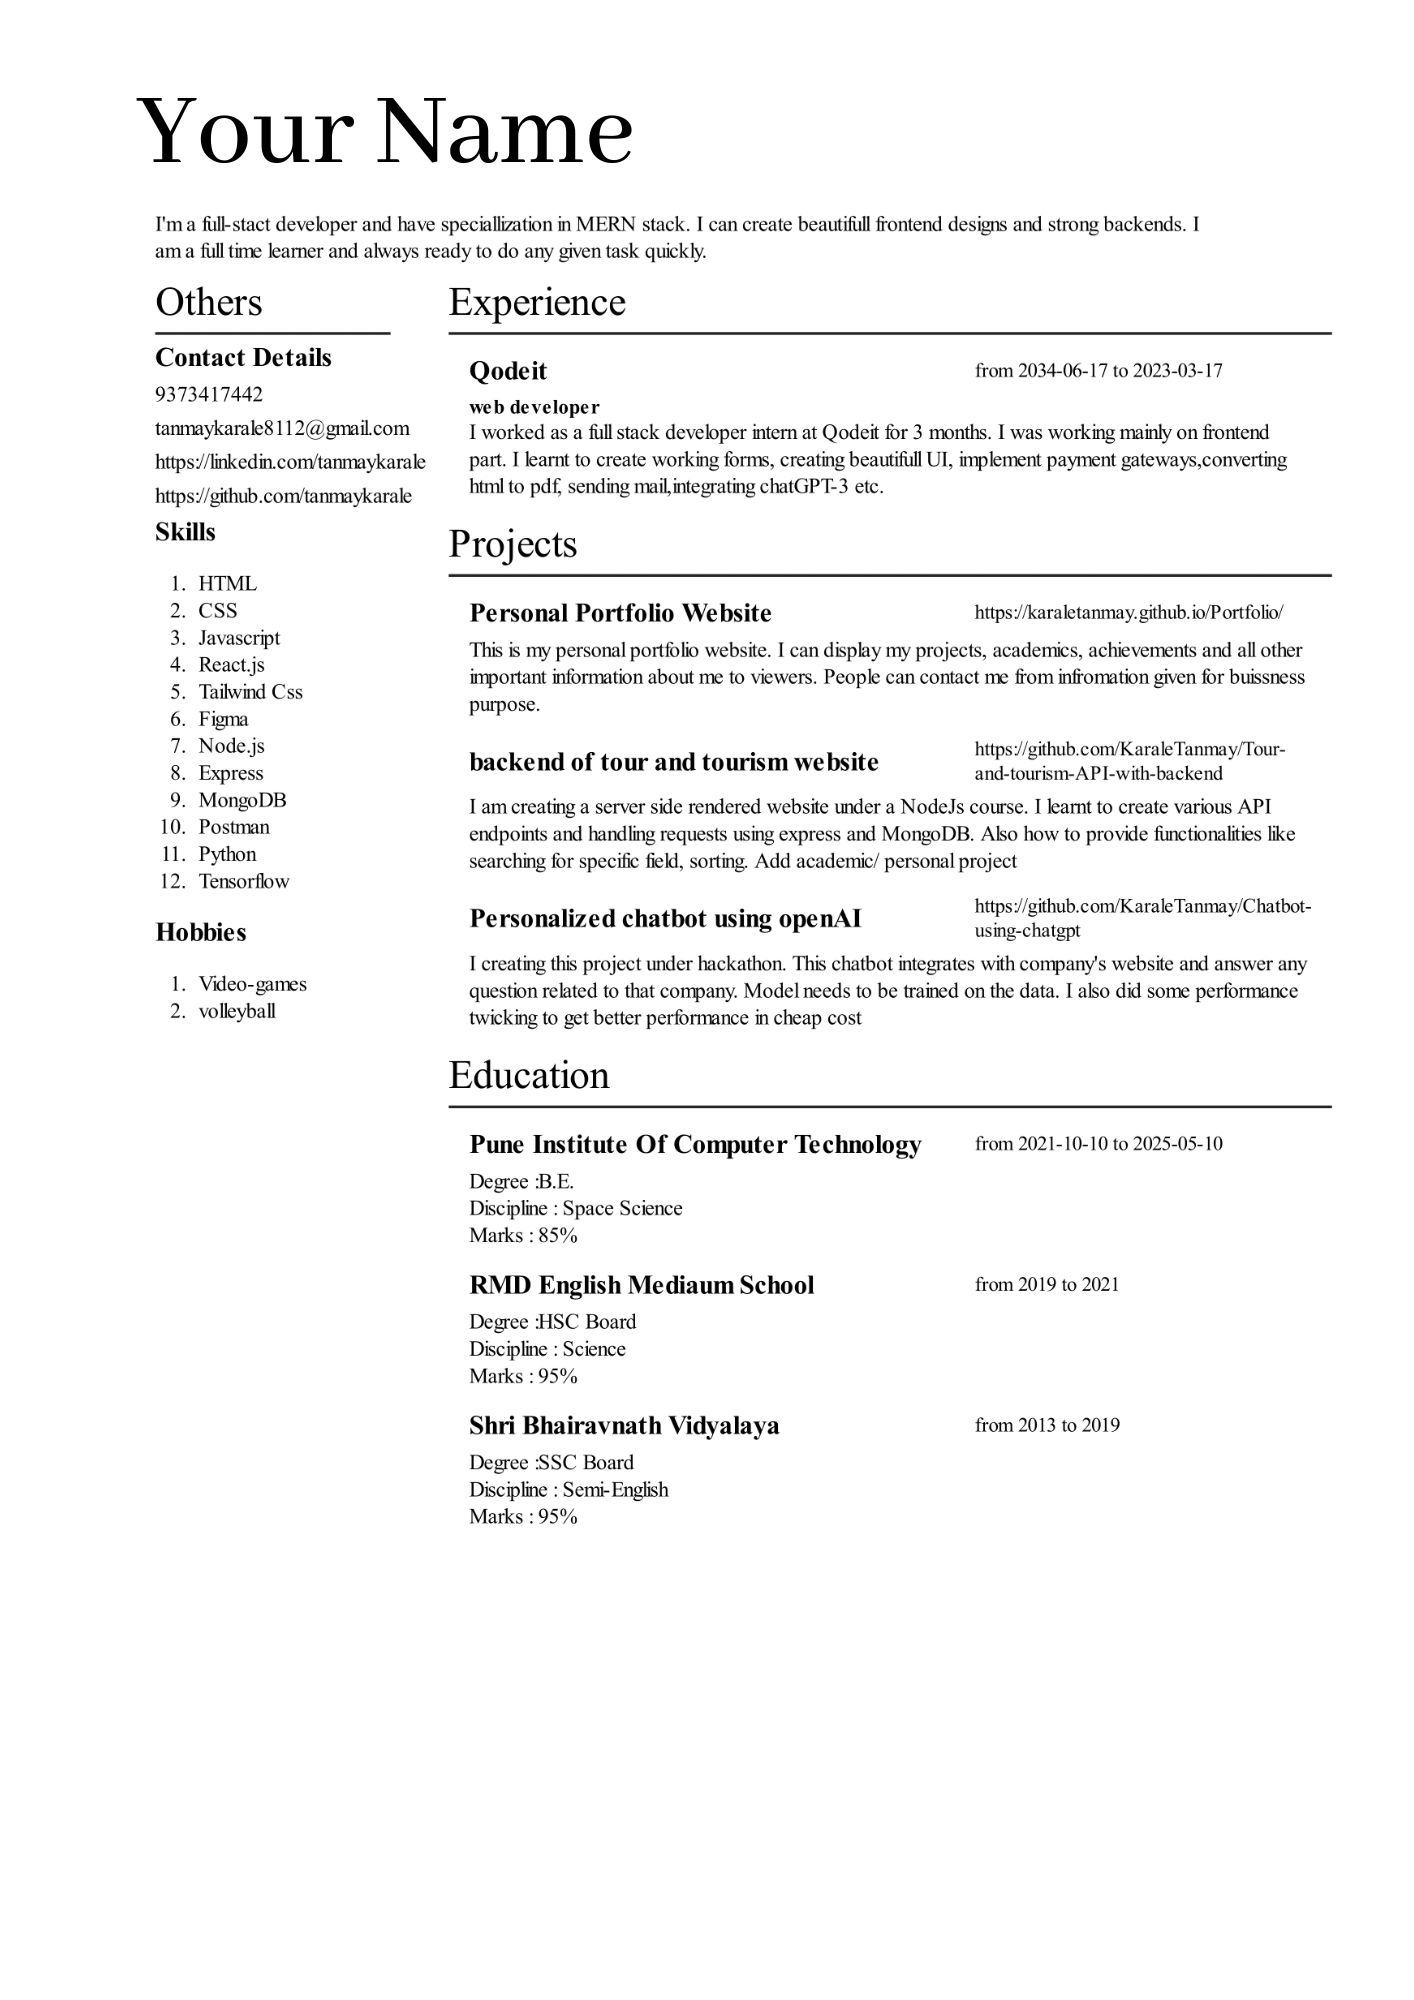 Your Name
I'm a full-stact developer and have speciallization in MERN stack. I can create beautifull frontend designs and strong backends. I
am a full time learner and always ready to do any given task quickly.
Others
Contact Details
9373417442
tanmaykarale8112@gmail.com
https://linkedin.com/tanmaykarale
https://github.com/tanmaykarale
Skills
1. HTML
2. CSS
3. Javascript
4. React.js
5. Tailwind Css
6. Figma
7. Node.js
8. Express
9. MongoDB
10. Postman
11. Python
12. Tensorflow
Hobbies
1. Video-games
2. volleyball
Experience
Qodeit
from 2034-06-17 to 2023-03-17
web developer
I worked as a full stack developer intern at Qodeit for 3 months. I was working mainly on frontend
part. I learnt to create working forms, creating beautifull UI, implement payment gateways,converting
html to pdf, sending mail,integrating chatGPT-3 etc.
Projects
Personal Portfolio Website
https://karaletanmay.github.io/Portfolio/
This is my personal portfolio website. I can display my projects, academics, achievements and all other
important information about me to viewers. People can contact me from infromation given for buissness
purpose.
backend of tour and tourism website
https://github.com/KaraleTanmay/Tour-
and-tourism-API-with-backend
I am creating a server side rendered website under a NodeJs course. I learnt to create various API
endpoints and handling requests using express and MongoDB. Also how to provide functionalities like
searching for specific field, sorting. Add academic/ personal project
Personalized chatbot using openAI
https://github.com/KaraleTanmay/Chatbot-
using-chatgpt
I creating this project under hackathon. This chatbot integrates with company's website and answer any
question related to that company. Model needs to be trained on the data. I also did some performance
twicking to get better performance in cheap cost
Education
Pune Institute Of Computer Technology
from 2021-10-10 to 2025-05-10
Degree :B.E.
Discipline : Space Science
Marks : 85%
RMD English Mediaum School
from 2019 to 2021
Degree :HSC Board
Discipline : Science
Marks : 95%
Shri Bhairavnath Vidyalaya
from 2013 to 2019
Degree :SSC Board
Discipline : Semi-English
Marks : 95%